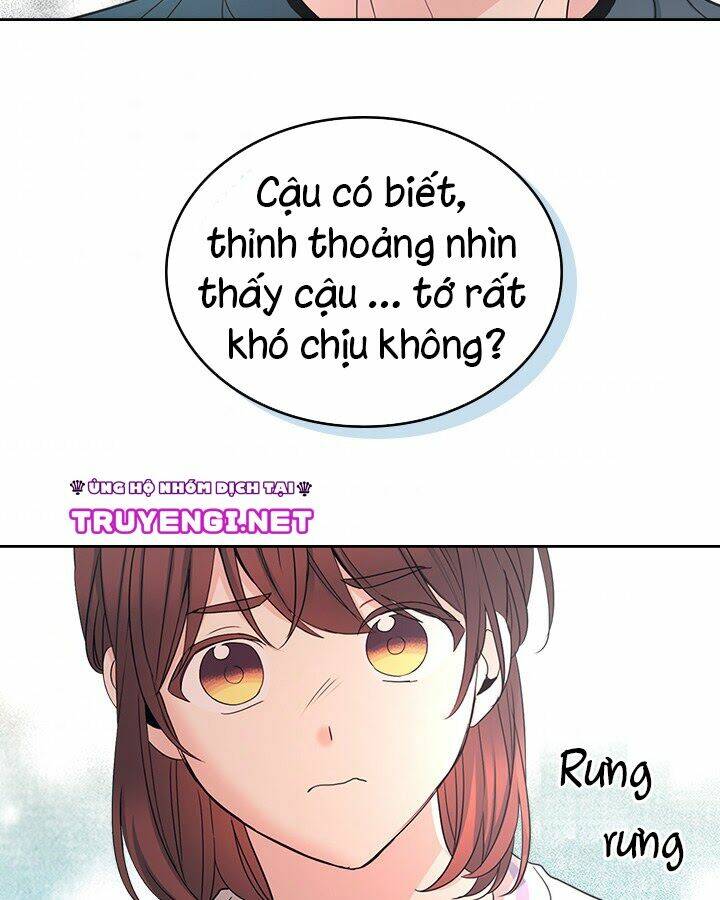 Cậu có biết,
thỉnh thoảng nhìn
thấy cậu ... tớ rất
khó chịu không?
ỦNG HỘ NHÓM DỊCH TẠI
TRUYENGI.NET
Rưng
rưng